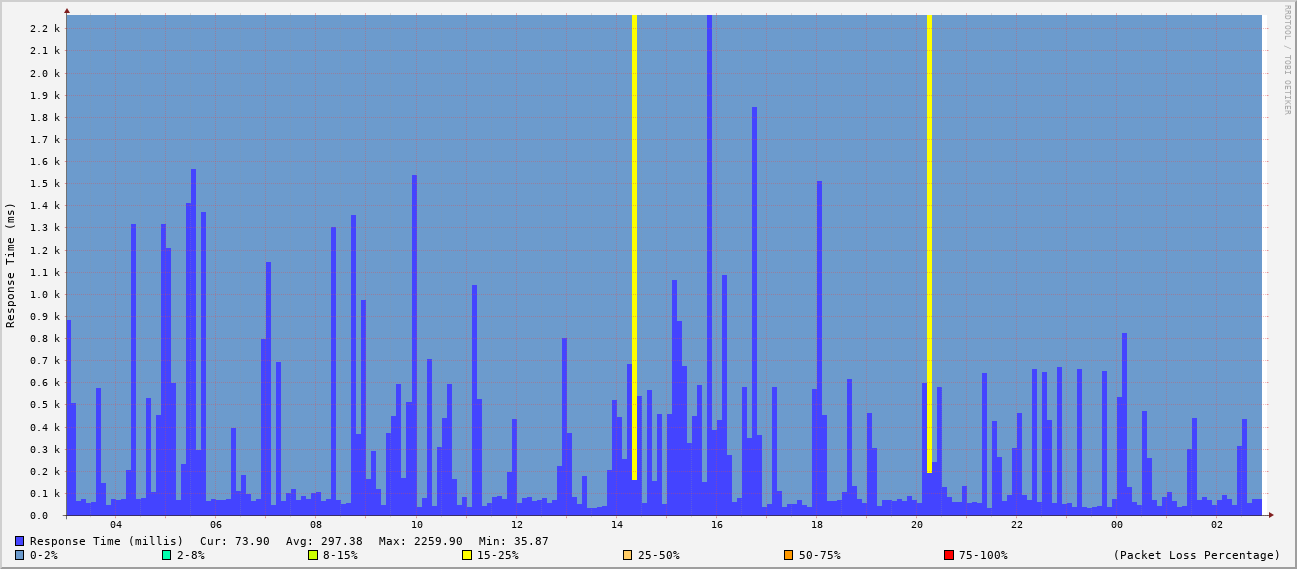 RRDTOOL / TOBI OETIKER
Response Time (ms)
2.2 k
2.1 k
2.0 k
1.9 k
1.8 k
1.7 k
1.6 k
1.5 k
1.4 k
1.3 k
1.2 k
1.1 k
1.0 k
0.9 k
0.8 k
0.7 k
0.6 k
0.5 k
0.4 k
0.3 k
0.2 k
0.1 k
0.0
04 06 08 10 12 14 16 18 20 22 00 02
Response Time (millis) Cur: 73.90 Avg: 297.38 Max: 2259.90 Min: 35.87
0-2% 2-8% 8-15% 15-25% 25-50% 50-75% 75-100% (Packet Loss Percentage)